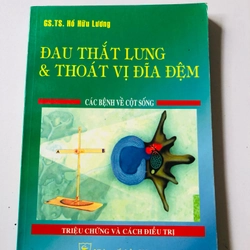 GS.TS. Hồ Hữu Lương
ĐAU THẮT LƯNG
& THOÁT VỊ ĐĨA ĐỆM
CÁC BỆNH VỀ CỘT SỐNG
TRIỆU CHỨNG VÀ CÁCH ĐIỀU TRỊ